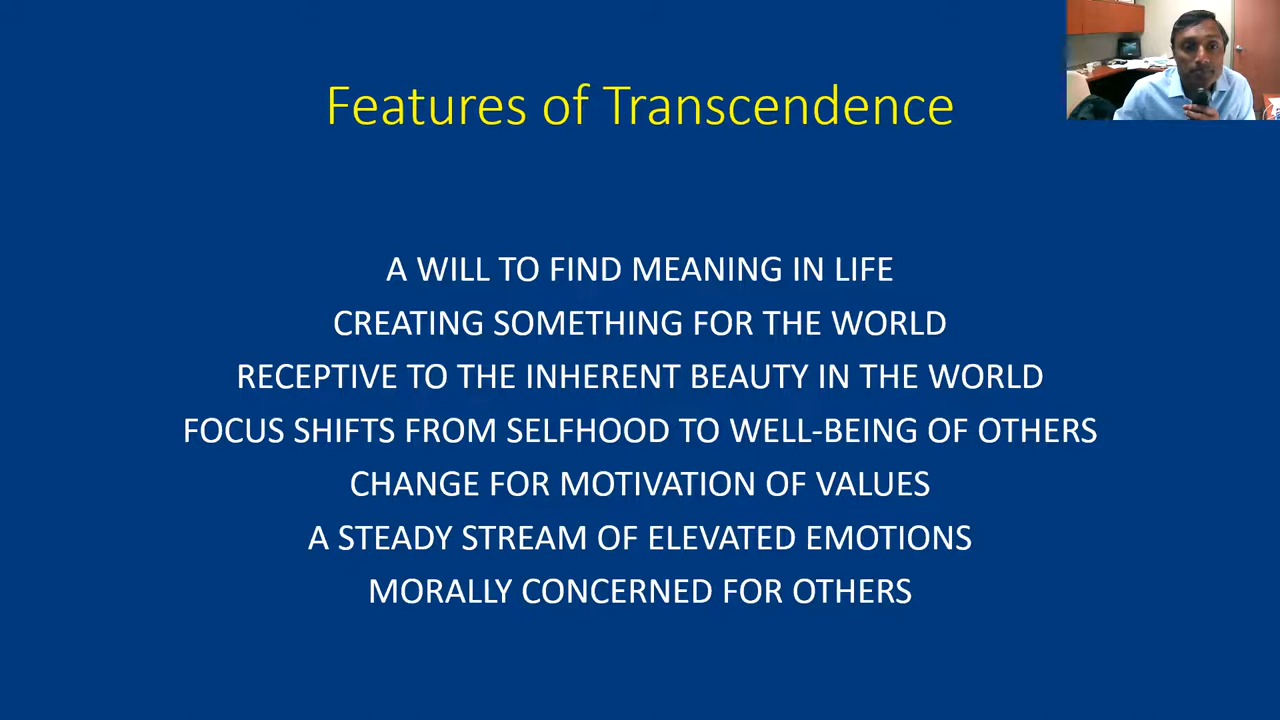 Features of Transcendence
A WILL TO FIND MEANING IN LIFE
CREATING SOMETHING FOR THE WORLD
RECEPTIVE TO THE INHERENT BEAUTY IN THE WORLD
FOCUS SHIFTS FROM SELFHOOD TO WELL-BEING OF OTHERS
CHANGE FOR MOTIVATION OF VALUES
A STEADY STREAM OF ELEVATED EMOTIONS
MORALLY CONCERNED FOR OTHERS